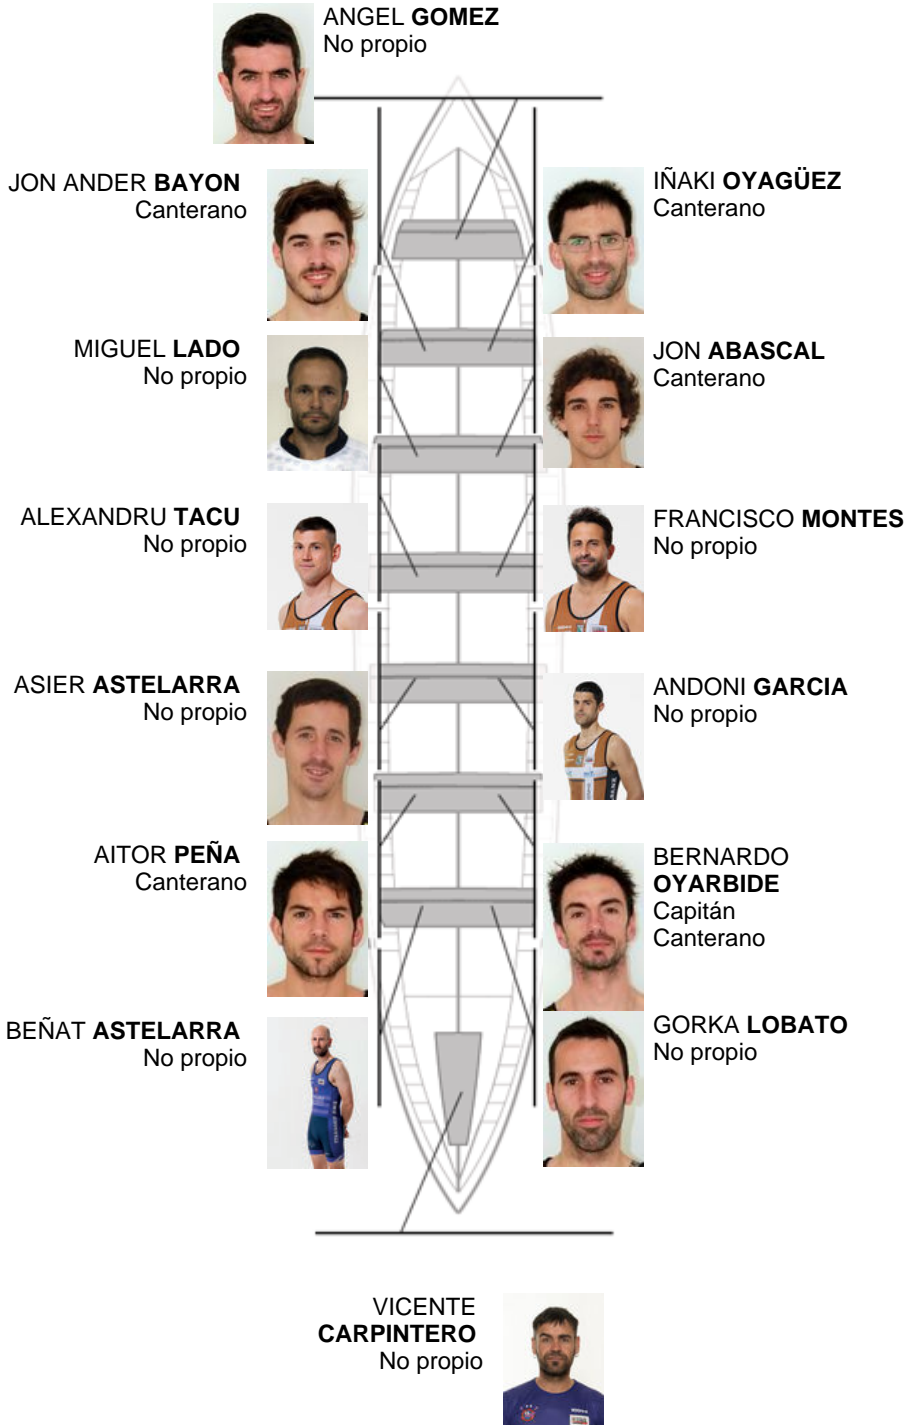 ANGEL GOMEZ
No propio
JON ANDER BAYON
Canterano
IÑAKI OYAGÜEZ
Canterano
MIGUEL LADO
No propio
JON ABASCAL
Canterano
ALEXANDRU TACU
No propio
FRANCISCO MONTES
No propio
ASIER ASTELARRA
No propio
ANDONI GARCIA
No propio
AITOR PEÑA
Canterano
BERNARDO
OYARBIDE
Capitán
Canterano
BEÑAT ASTELARRA
No propio
GORKA LOBATO
No propio
VICENTE
CARPINTERO
No propio